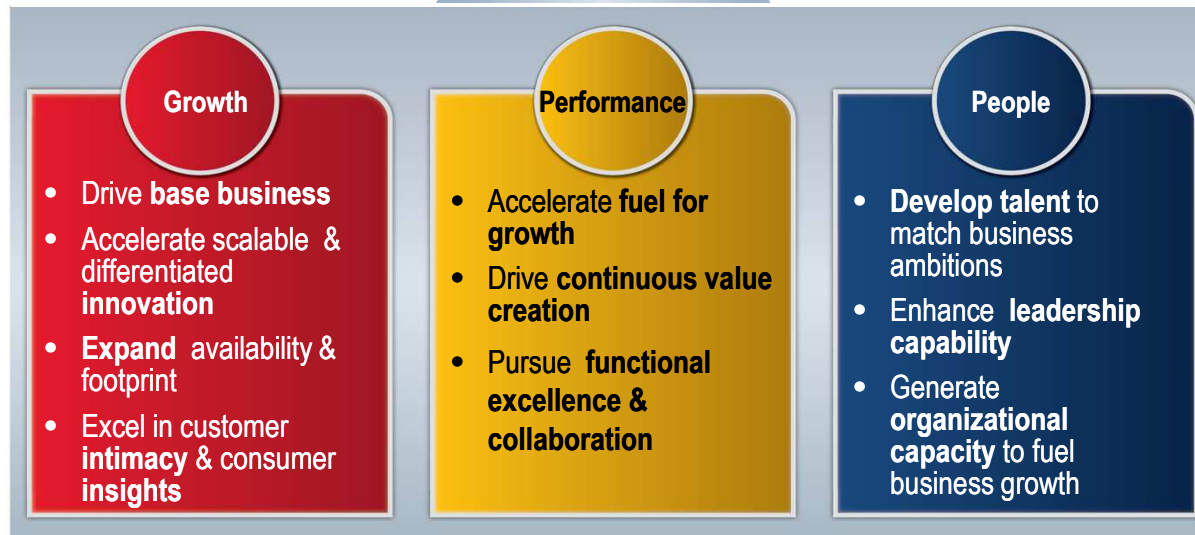 Growth
• Drive base business
• Accelerate scalable & 
differentiated
innovation
• Expand availability &
footprint
• Excel in customer
intimacy & consumer
insights
Performance
• Accelerate fuel for
growth
• Drive continuous value
creation
• Pursue functional
excellence &
collaboration
People
• Develop talent to
match business
ambitions
• Enhance leadership
capability
• Generate
organizational
capacity to fuel
business growth